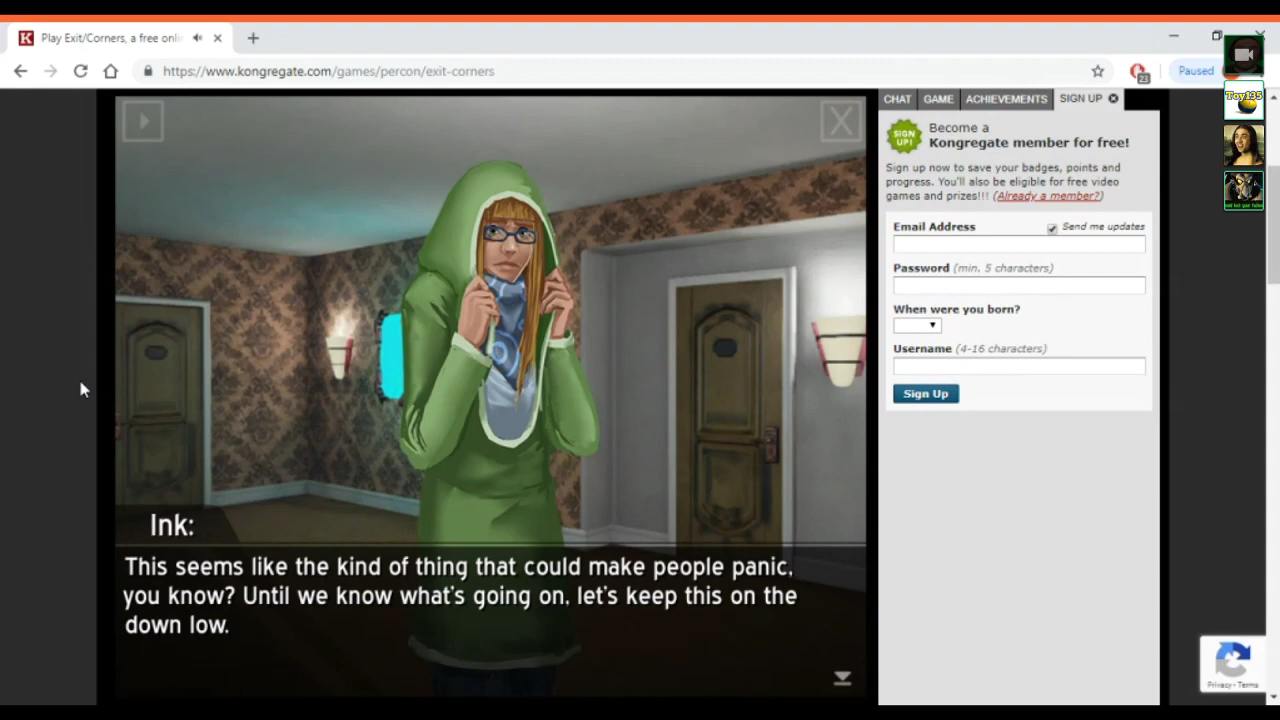 Play Exit/Corners, a free onli
https://www.kongregate.com/games/percon/exit-corners
23
Paused
Toy135
CHAT GAME ACHIEVEMENTS SIGN UP
SIGN UP!
Become a
Kongregate member for free!
Sign up now to save your badges, points and
progress. You'll also be eligible for free video
games and prizes!!! (Already a member?)
Email Address Send me updates
Password (min. 5 characters)
When were you born?
Username (4-16 characters)
Sign Up
Ink:
This seems like the kind of thing that could make people panic,
you know? Until we know what's going on, let's keep this on the
down low.
Privacy - Terms